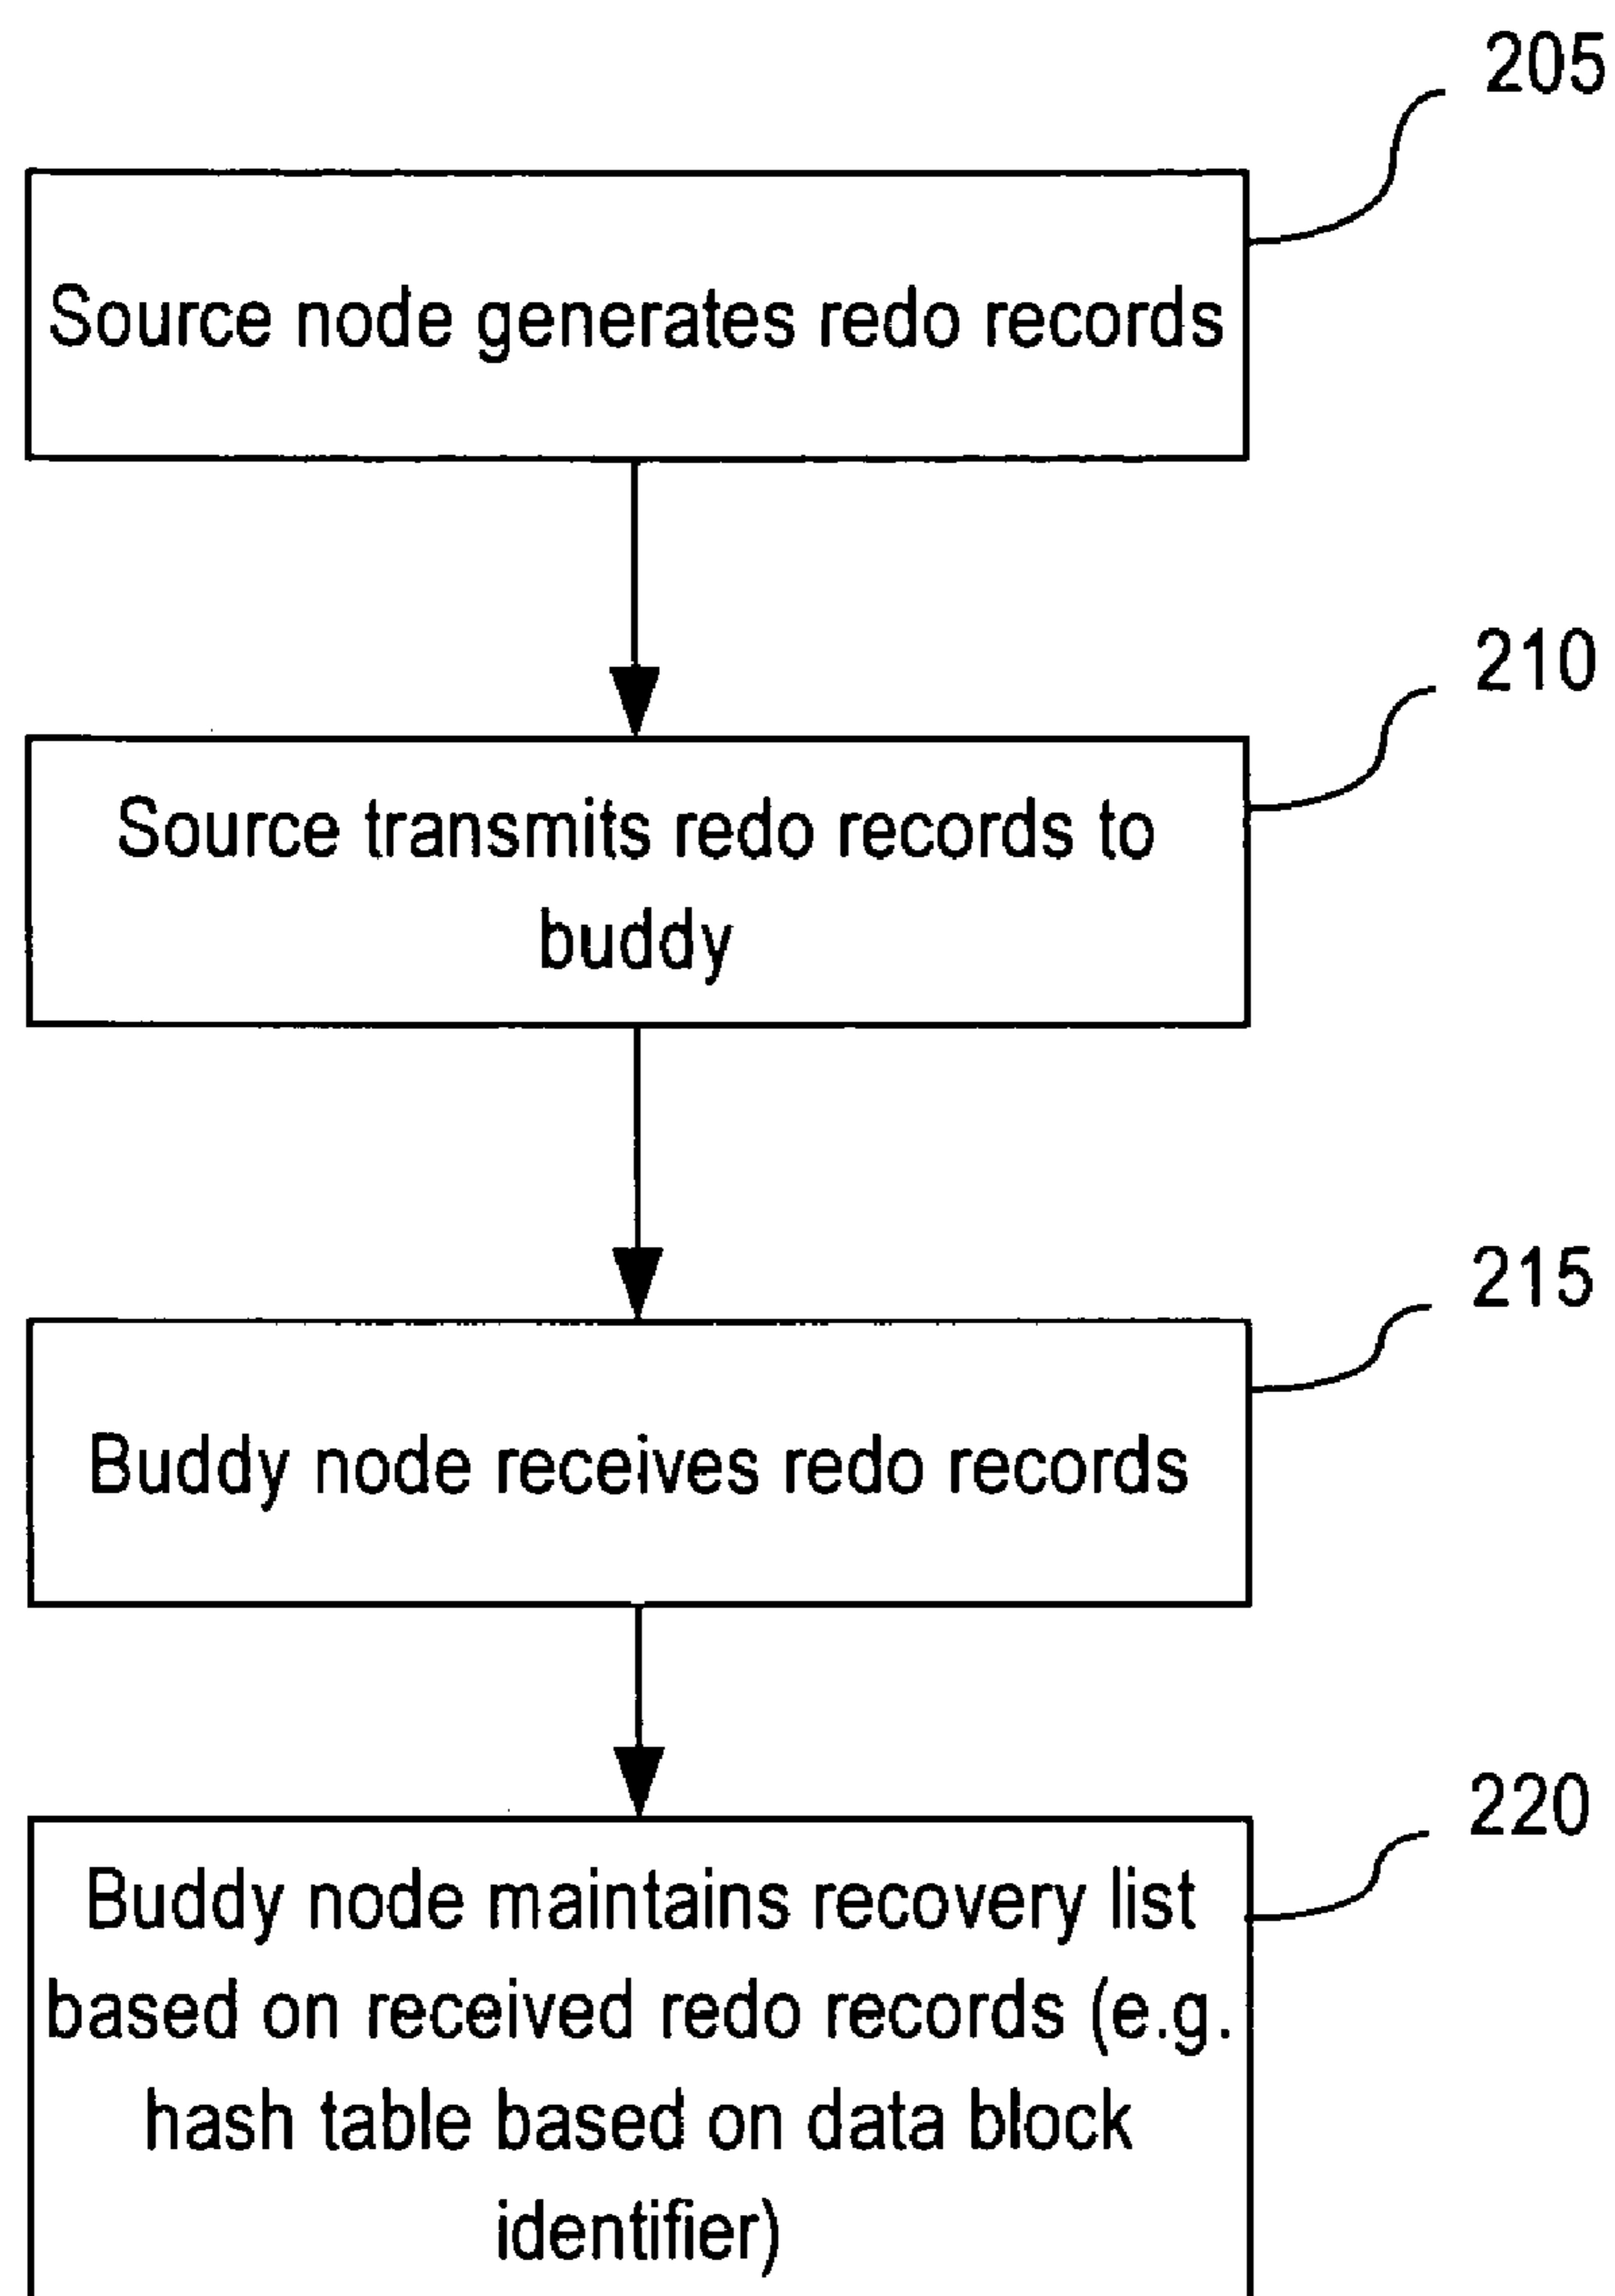 205
Source node generates redo records
210
Source transmits redo records to
buddy
215
Buddy node receives redo records
220
Buddy node maintains recovery list
based on received redo records (e.g.
hash table based on data block
identifier)